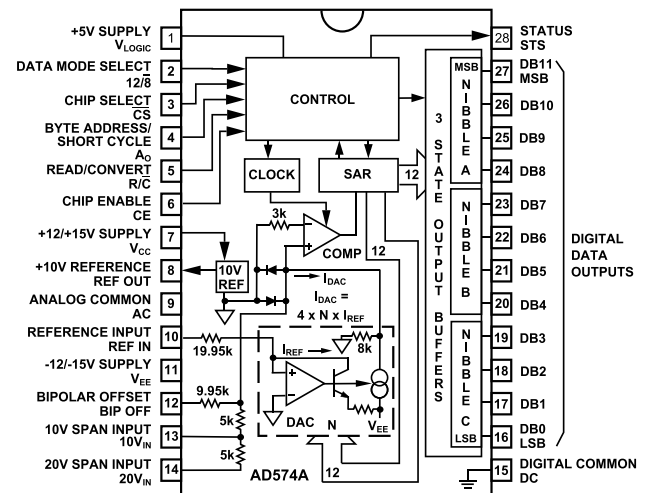 +5V SUPPLY
VLOGIC
1
DATA MODE SELECT
12/8̅
2
CHIP SELECT
C̅S̅
3
BYTE ADDRESS/
SHORT CYCLE
AO
4
READ/CONVERT
R/C̅
5
CHIP ENABLE
CE
6
+12/+15V SUPPLY
VCC
7
+10V REFERENCE
REF OUT
8
ANALOG COMMON
AC
9
REFERENCE INPUT
REF IN
10
-12/-15V SUPPLY
VEE
11
BIPOLAR OFFSET
BIP OFF
12
10V SPAN INPUT
10VIN
13
20V SPAN INPUT
20VIN
14
CONTROL
CLOCK
SAR
12
3k
COMP
12
10V
REF
IDAC
IDAC =
4 x N x IREF
19.95k
IREF
8k
9.95k
5k
5k
DAC
N
VEE
12
AD574A
3 STATE OUTPUT BUFFERS
MSB
NIBBLE A
NIBBLE B
NIBBLE C
LSB
28
STATUS
STS
27
DB11
MSB
26
DB10
25
DB9
24
DB8
23
DB7
22
DB6
21
DB5
20
DB4
19
DB3
18
DB2
17
DB1
16
DB0
LSB
15
DIGITAL COMMON
DC
DIGITAL
DATA
OUTPUTS